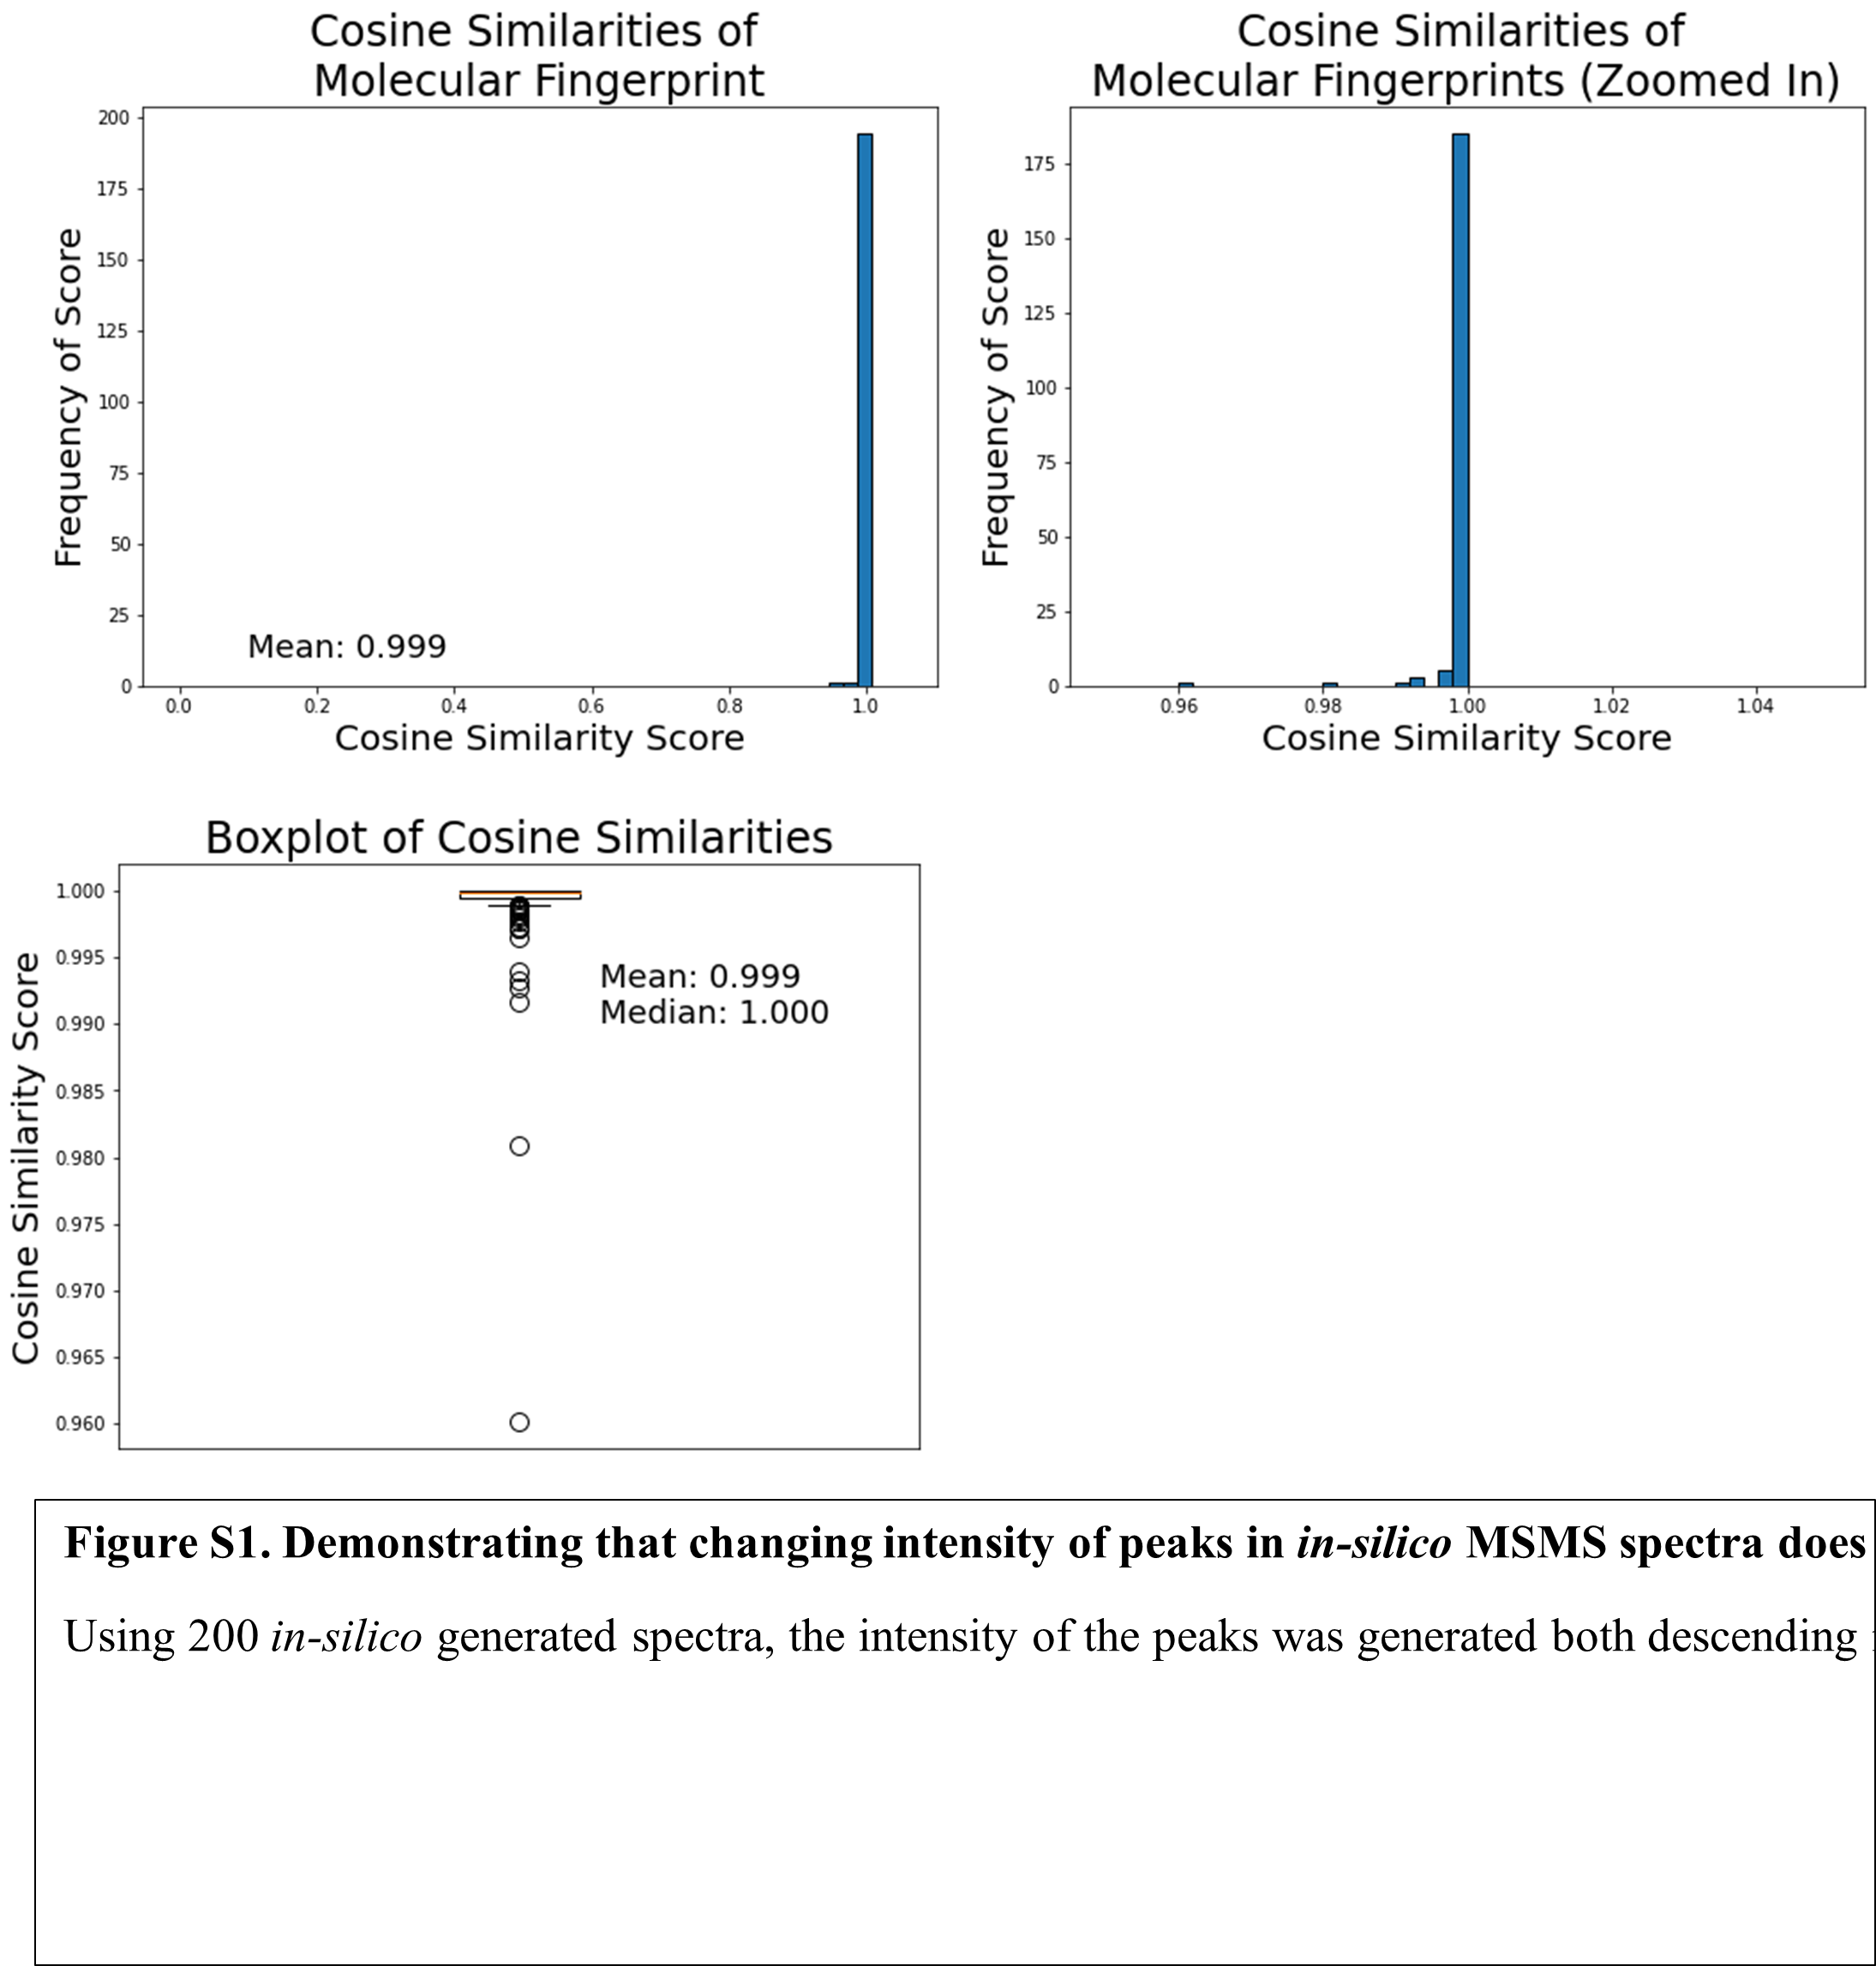 Cosine Similarities of
Molecular Fingerprint
200
175
150
125
100
75
50
25
0
Frequency of Score
Mean: 0.999
0.0 0.2 0.4 0.6 0.8 1.0
Cosine Similarity Score
Cosine Similarities of
Molecular Fingerprints (Zoomed In)
175
150
125
100
75
50
25
0
Frequency of Score
0.96 0.98 1.00 1.02 1.04
Cosine Similarity Score
Boxplot of Cosine Similarities
1.000
0.995
0.990
0.985
0.980
0.975
0.970
0.965
0.960
Cosine Similarity Score
Mean: 0.999
Median: 1.000
Figure S1. Demonstrating that changing intensity of peaks in in-silico MSMS spectra does
Using 200 in-silico generated spectra, the intensity of the peaks was generated both descending